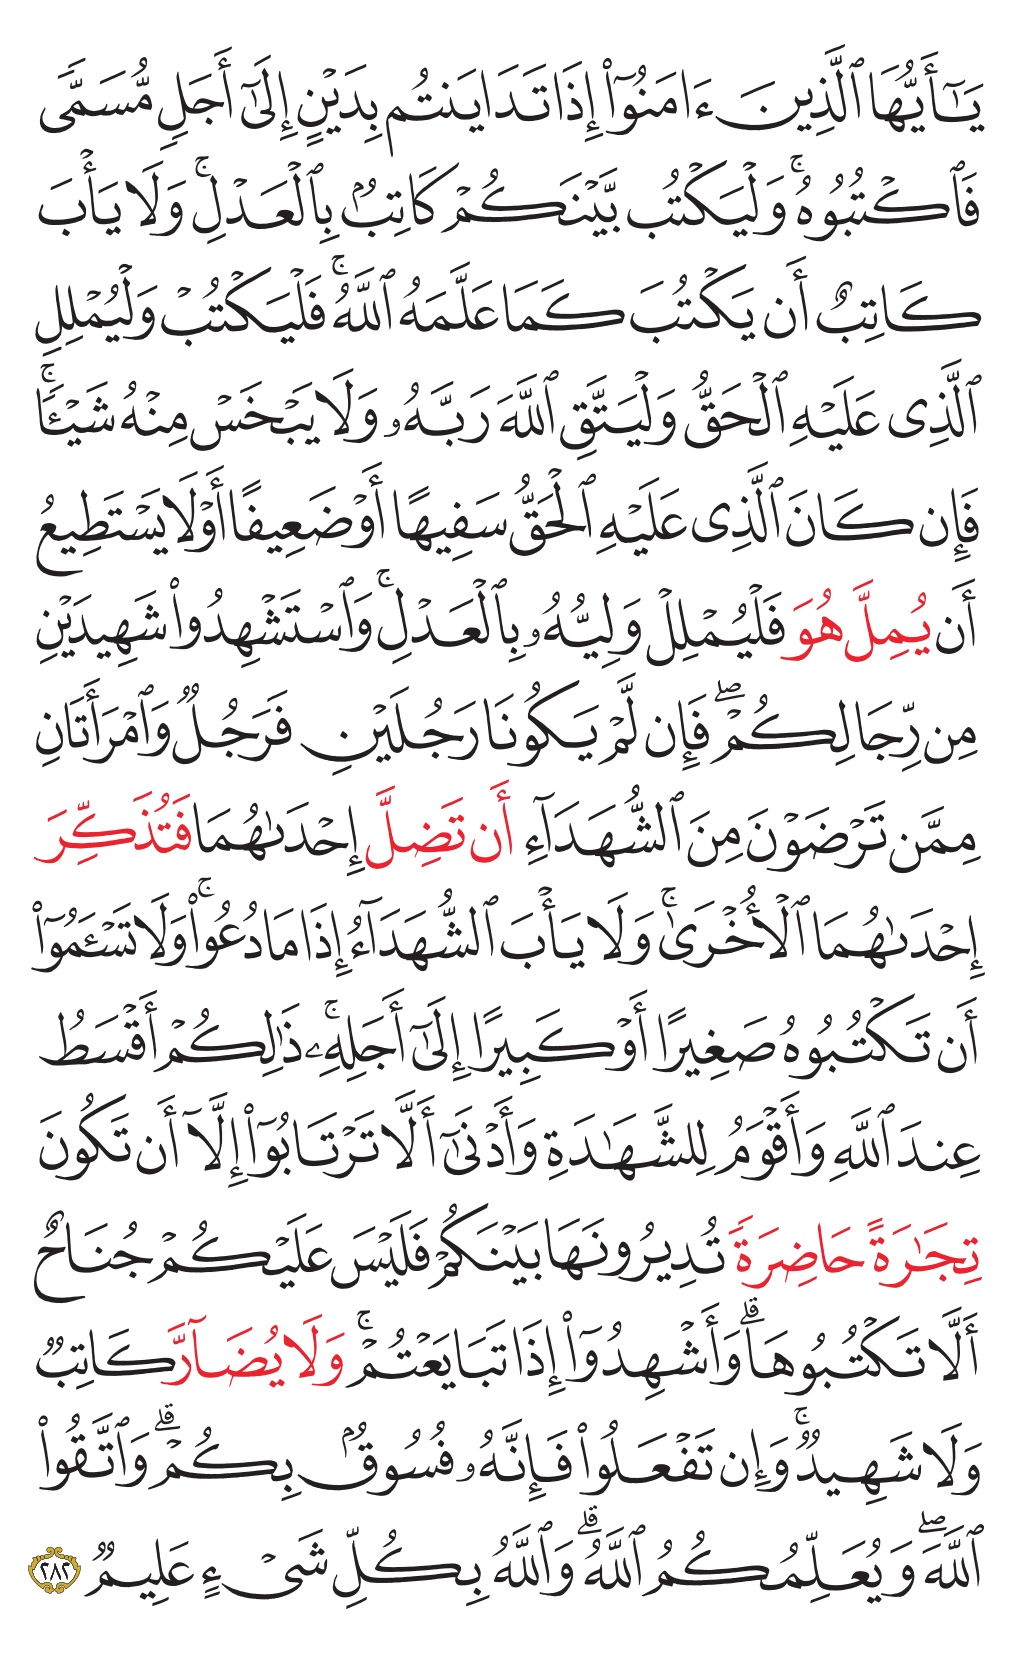 يَـٰٓأَيُّهَا ٱلَّذِينَ ءَامَنُوٓا۟ إِذَا تَدَايَنتُم بِدَيْنٍ إِلَىٰٓ أَجَلٍ مُّسَمًّى
فَٱكْتُبُوهُ ۚ وَلْيَكْتُب بَّيْنَكُمْ كَاتِبٌۢ بِٱلْعَدْلِ ۚ وَلَا يَأْبَ
كَاتِبٌ أَن يَكْتُبَ كَمَا عَلَّمَهُ ٱللَّهُ ۚ فَلْيَكْتُبْ وَلْيُمْلِلِ
ٱلَّذِى عَلَيْهِ ٱلْحَقُّ وَلْيَتَّقِ ٱللَّهَ رَبَّهُۥ وَلَا يَبْخَسْ مِنْهُ شَيْـًٔا ۚ
فَإِن كَانَ ٱلَّذِى عَلَيْهِ ٱلْحَقُّ سَفِيهًا أَوْ ضَعِيفًا أَوْ لَا يَسْتَطِيعُ
أَن يُمِلَّ هُوَ فَلْيُمْلِلْ وَلِيُّهُۥ بِٱلْعَدْلِ ۚ وَٱسْتَشْهِدُوا۟ شَهِيدَيْنِ
مِن رِّجَالِكُمْ ۖ فَإِن لَّمْ يَكُونَا رَجُلَيْنِ فَرَجُلٌ وَٱمْرَأَتَانِ
مِمَّن تَرْضَوْنَ مِنَ ٱلشُّهَدَآءِ أَن تَضِلَّ إِحْدَىٰهُمَا فَتُذَكِّرَ
إِحْدَىٰهُمَا ٱلْأُخْرَىٰ ۚ وَلَا يَأْبَ ٱلشُّهَدَآءُ إِذَا مَا دُعُوا۟ ۚ وَلَا تَسْـَٔمُوٓا۟
أَن تَكْتُبُوهُ صَغِيرًا أَوْ كَبِيرًا إِلَىٰٓ أَجَلِهِۦ ۚ ذَٰلِكُمْ أَقْسَطُ
عِندَ ٱللَّهِ وَأَقْوَمُ لِلشَّهَـٰدَةِ وَأَدْنَىٰٓ أَلَّا تَرْتَابُوٓا۟ إِلَّآ أَن تَكُونَ
تِجَـٰرَةً حَاضِرَةً تُدِيرُونَهَا بَيْنَكُمْ فَلَيْسَ عَلَيْكُمْ جُنَاحٌ
أَلَّا تَكْتُبُوهَا ۗ وَأَشْهِدُوٓا۟ إِذَا تَبَايَعْتُمْ ۚ وَلَا يُضَآرَّ كَاتِبٌ
وَلَا شَهِيدٌ ۚ وَإِن تَفْعَلُوا۟ فَإِنَّهُۥ فُسُوقٌۢ بِكُمْ ۗ وَٱتَّقُوا۟
ٱللَّهَ ۖ وَيُعَلِّمُكُمُ ٱللَّهُ ۗ وَٱللَّهُ بِكُلِّ شَىْءٍ عَلِيمٌ ٢٨٢